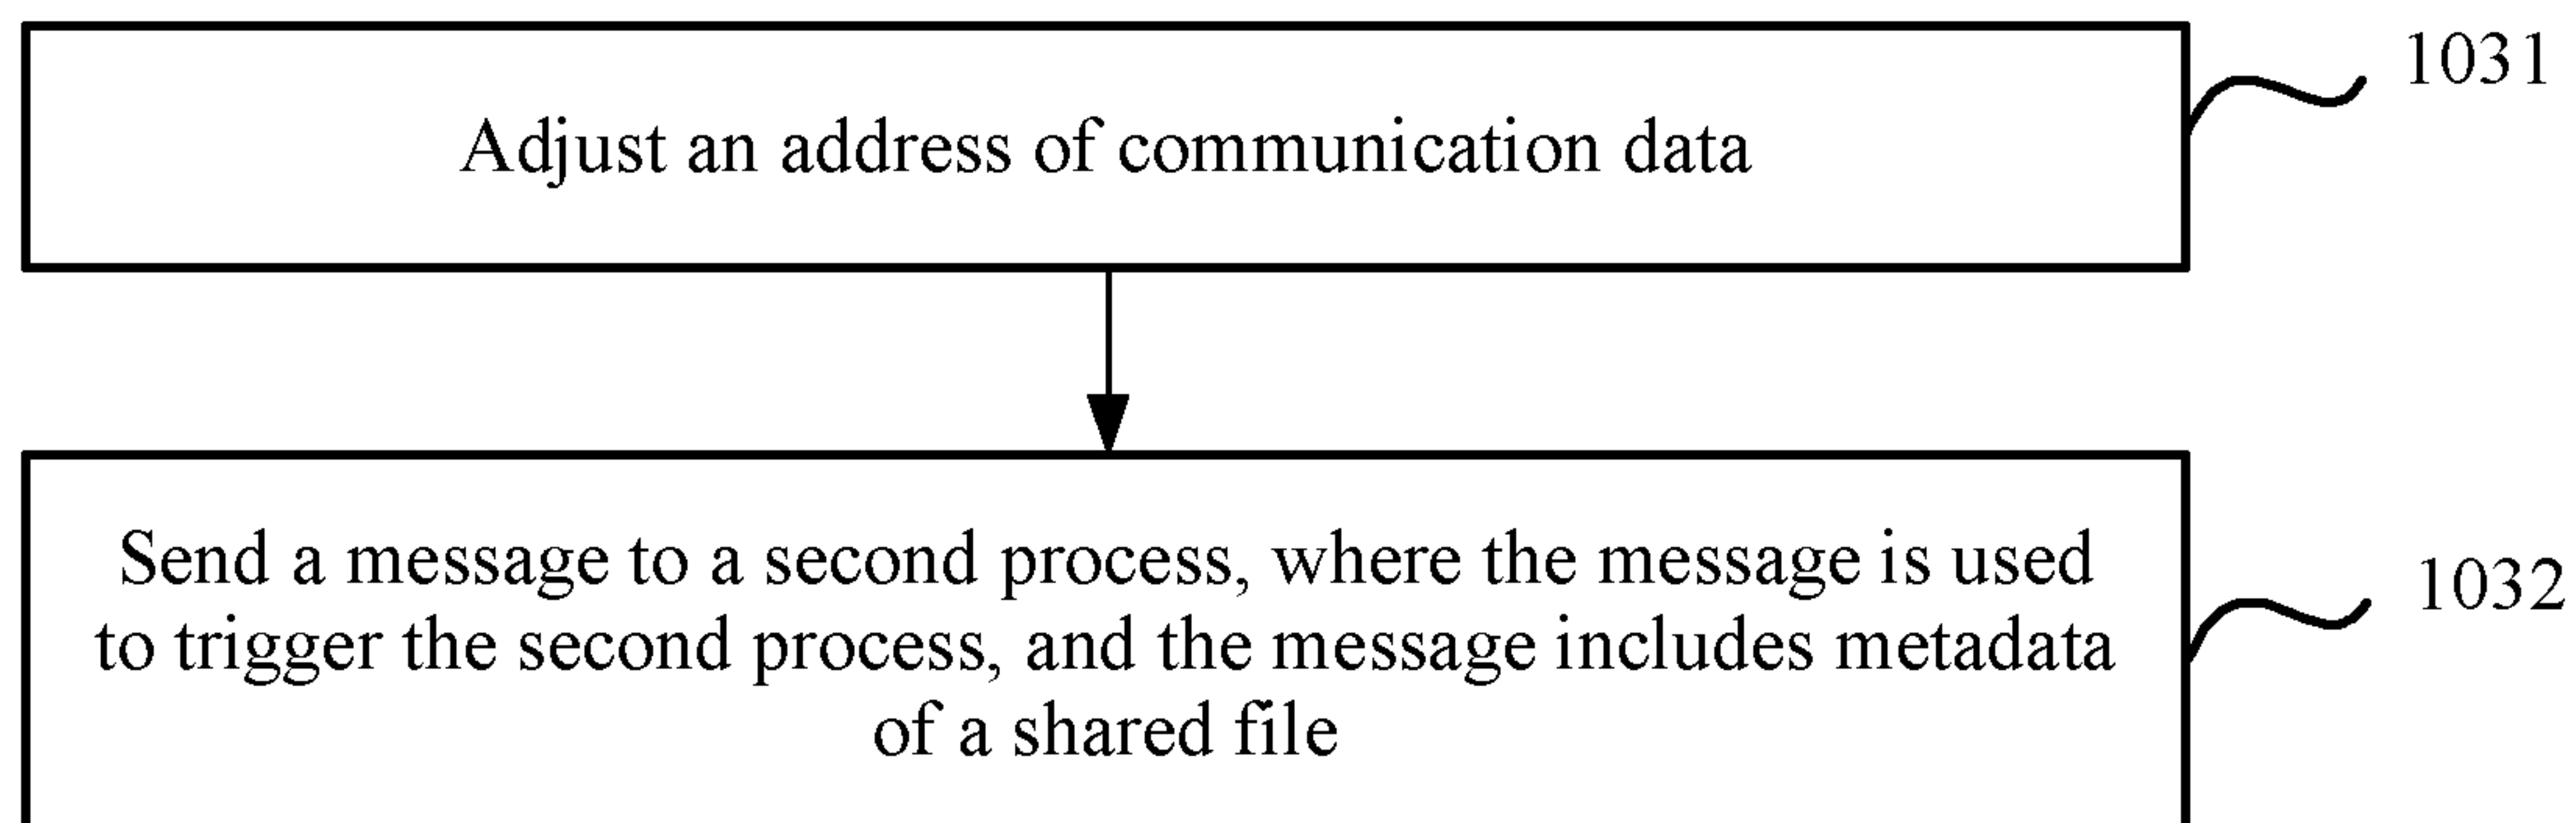 1031
Adjust an address of communication data
Send a message to a second process, where the message is used
to trigger the second process, and the message includes metadata
of a shared file
1032